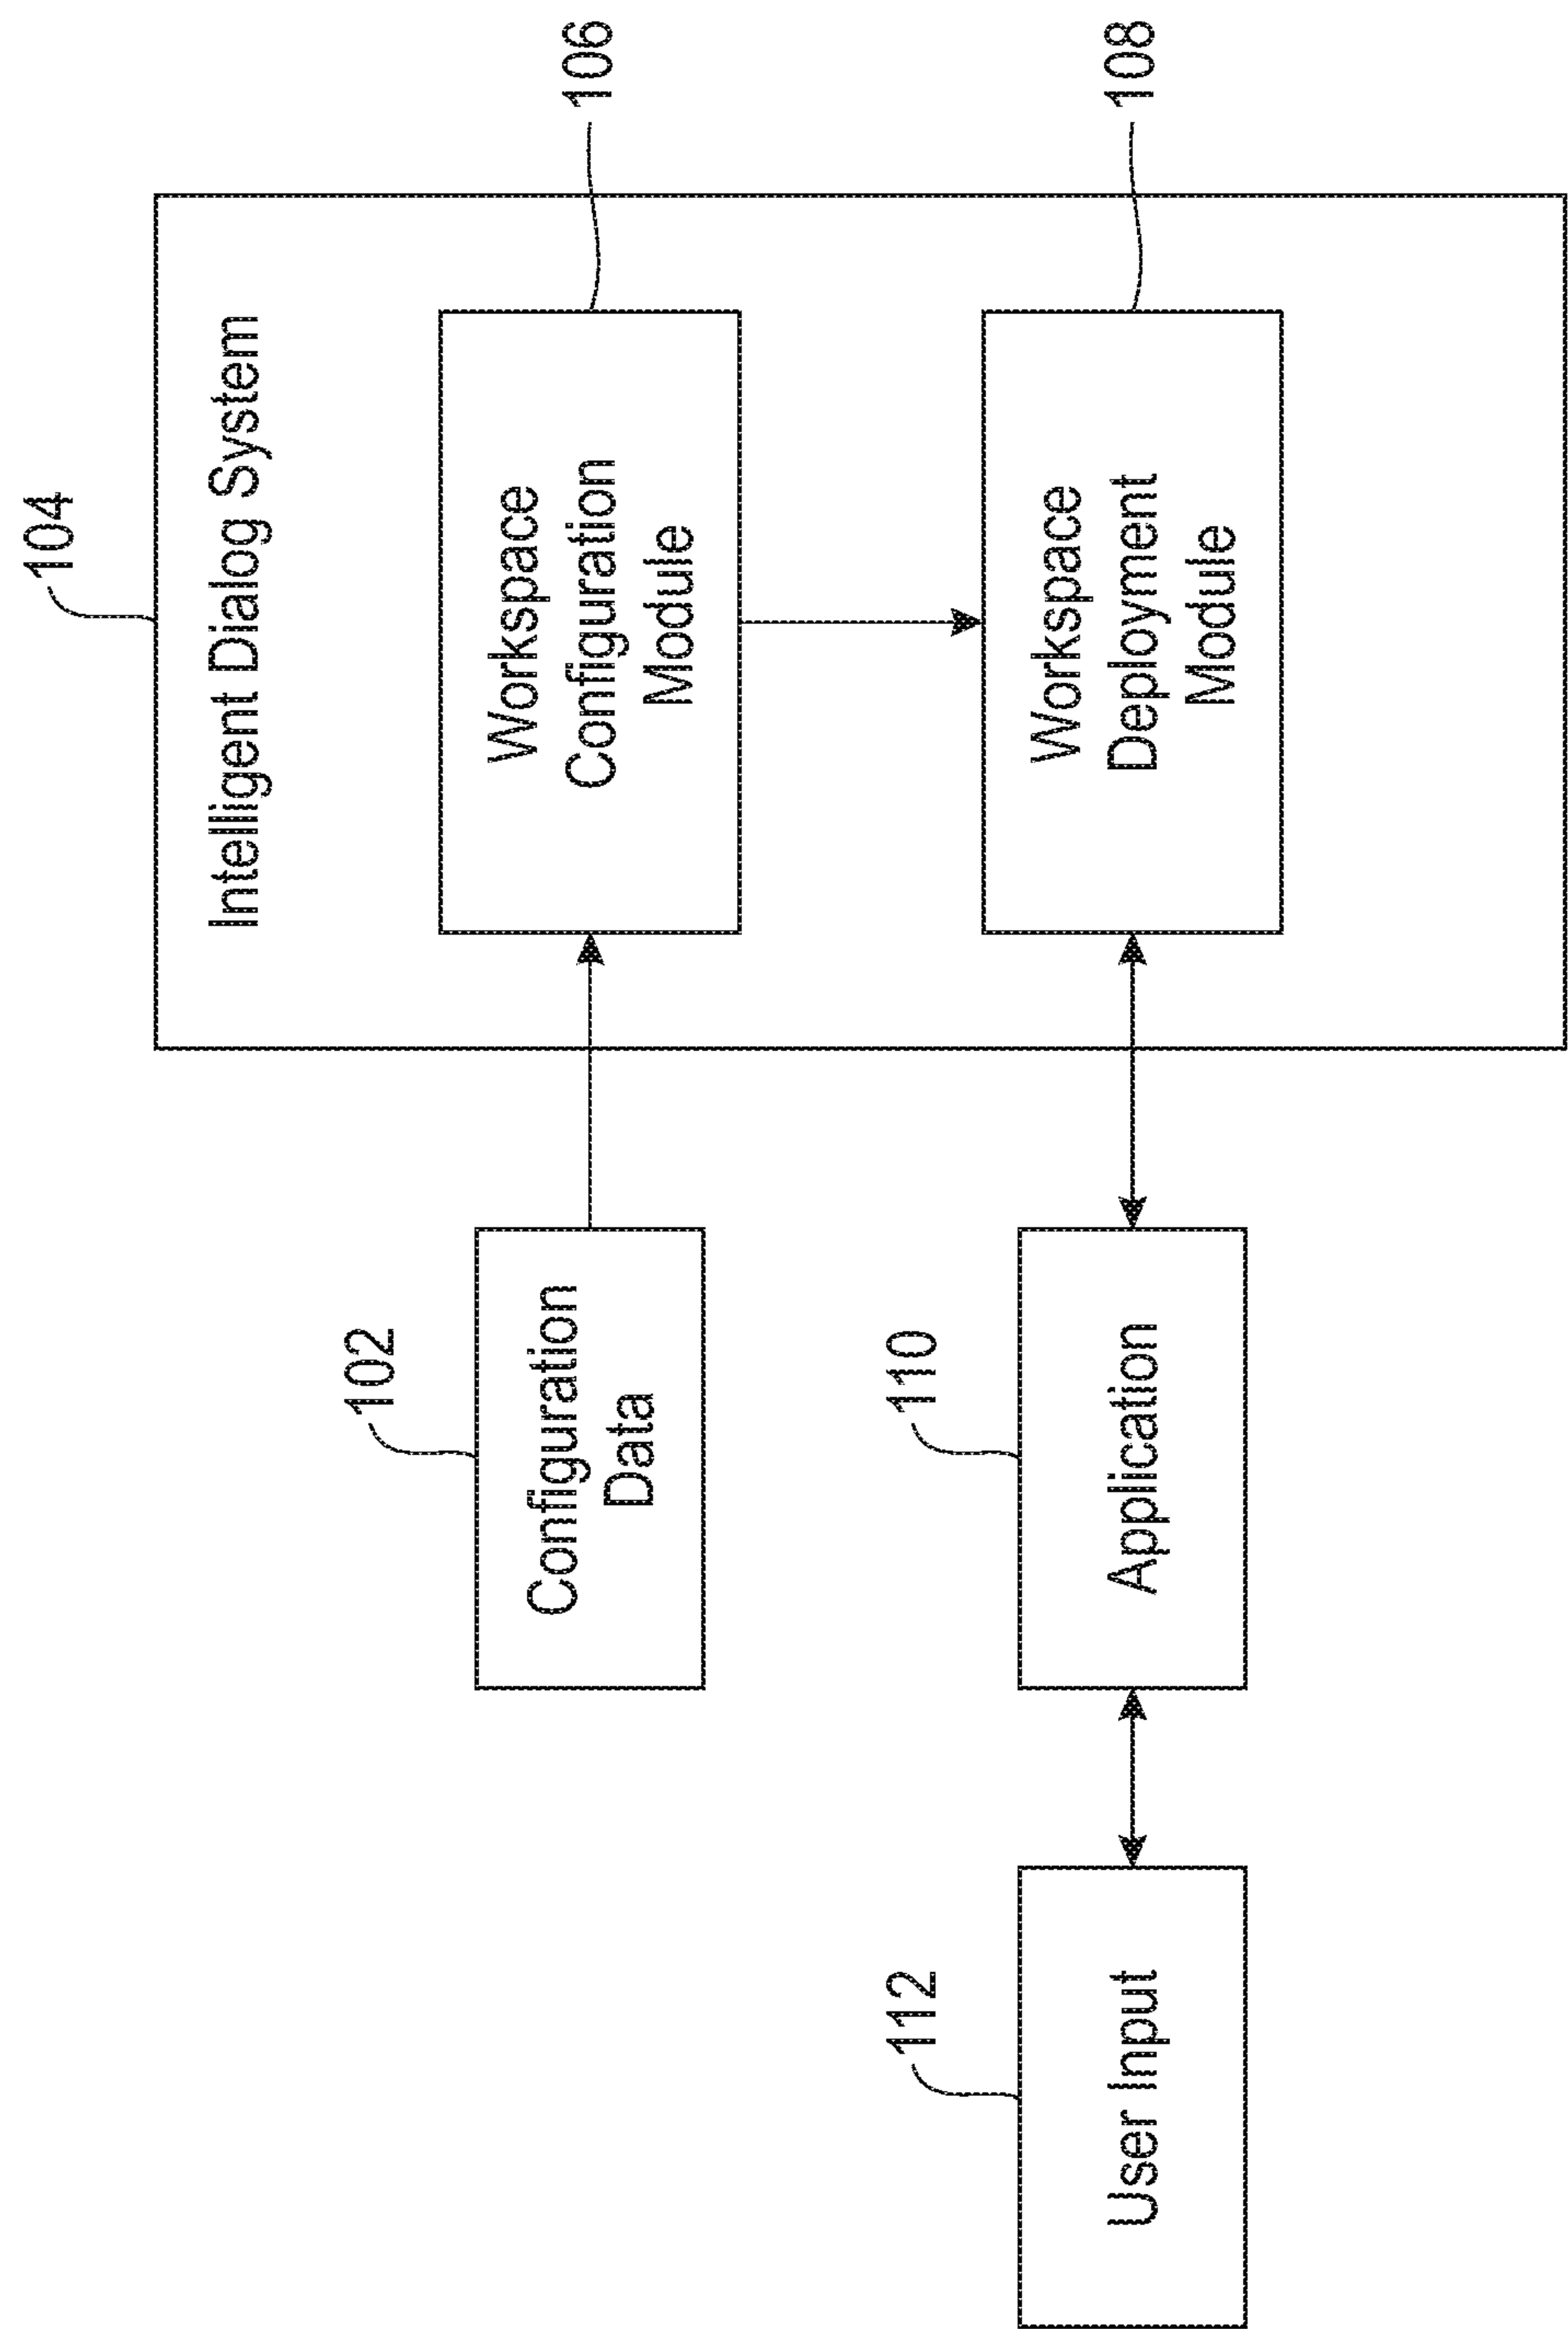 104
Intelligent Dialog System
102
Configuration
Data
Workspace
Configuration
Module
106
112
User Input
110
Application
Workspace
Deployment
Module
108